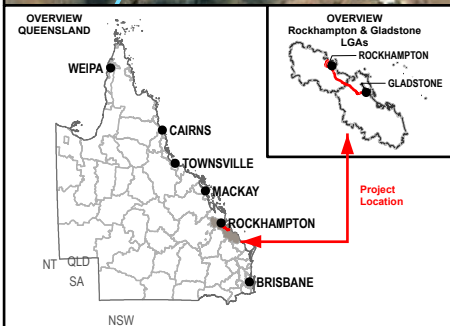 OVERVIEW
QUEENSLAND
WEIPA
CAIRNS
TOWNSVILLE
MACKAY
ROCKHAMPTON
BRISBANE
NT
QLD
SA
NSW
OVERVIEW
Rockhampton & Gladstone
LGAs
ROCKHAMPTON
GLADSTONE
Project
Location